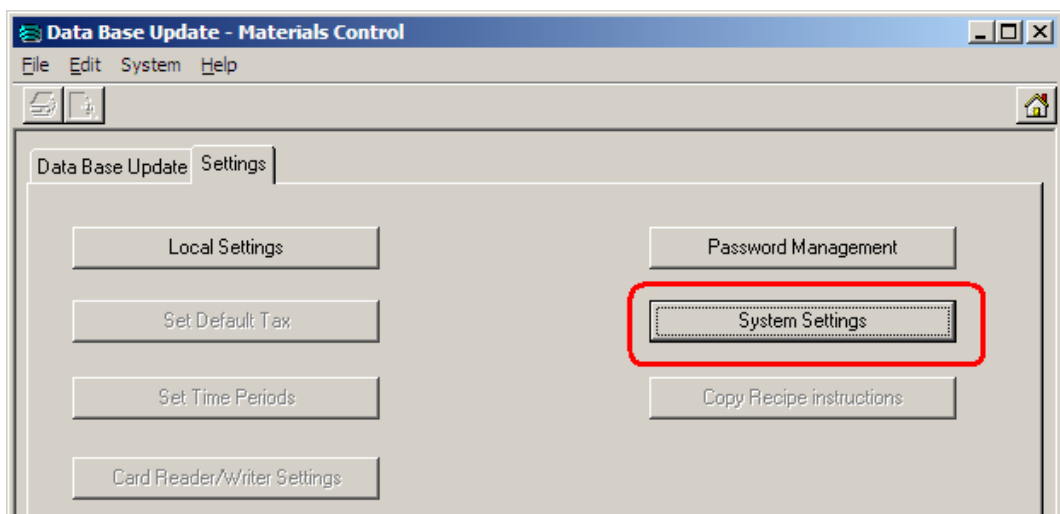 Data Base Update - Materials Control
File Edit System Help
Data Base Update Settings
Local Settings Password Management
Set Default Tax System Settings
Set Time Periods Copy Recipe instructions
Card Reader/Writer Settings